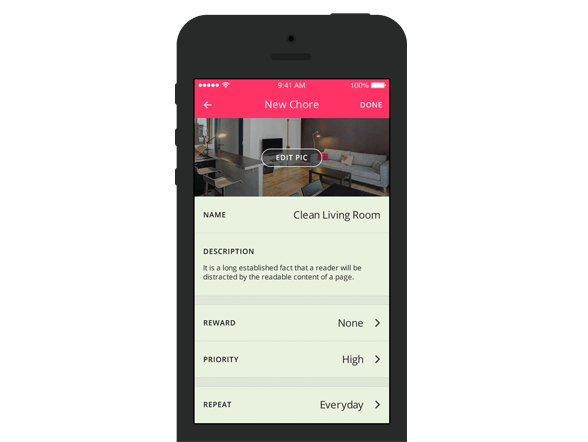 9:41 AM
100%
New Chore
DONE
EDIT PIC
NAME
Clean Living Room
DESCRIPTION
It is a long established fact that a reader will be
distracted by the readable content of a page.
REWARD
None
PRIORITY
High
REPEAT
Everyday